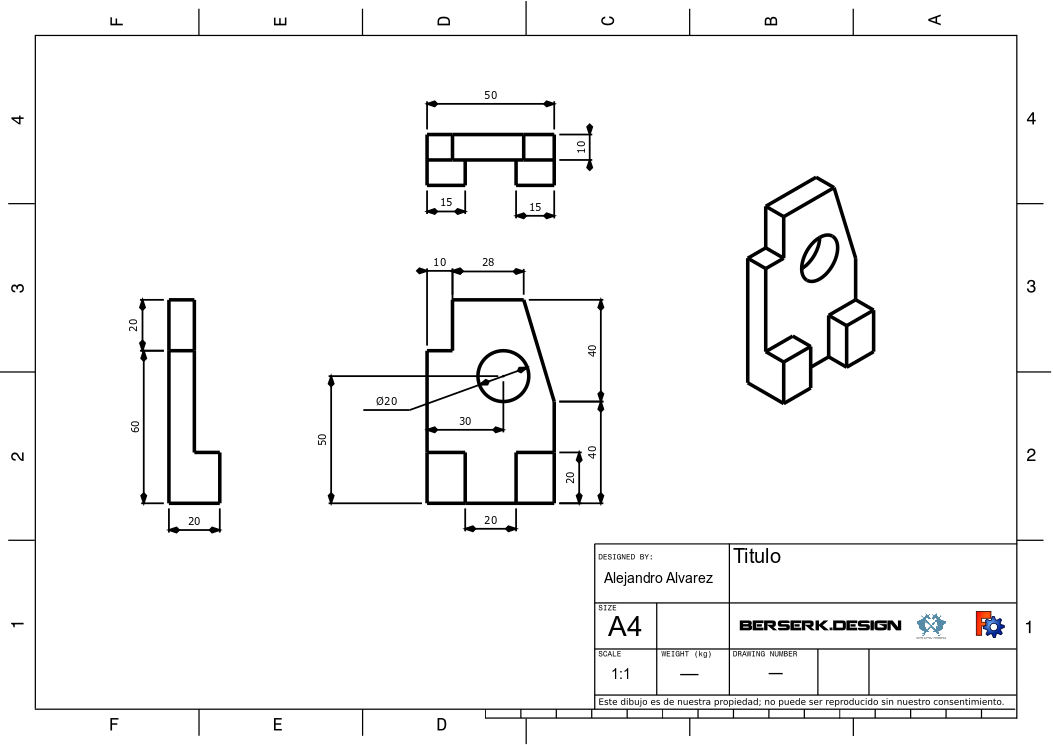 F E D C B A
4 4
50
10
15 15
3 3
10 28
20
40
Ø20
30
60
50
40
2 2
20
20
20
DESIGNED BY:
Alejandro Alvarez
Titulo
SIZE
A4
BERSERK.DESIGN
1 1
SCALE
1:1
WEIGHT (kg)
—
DRAWING NUMBER
—
Este dibujo es de nuestra propiedad; no puede ser reproducido sin nuestro consentimiento.
F E D